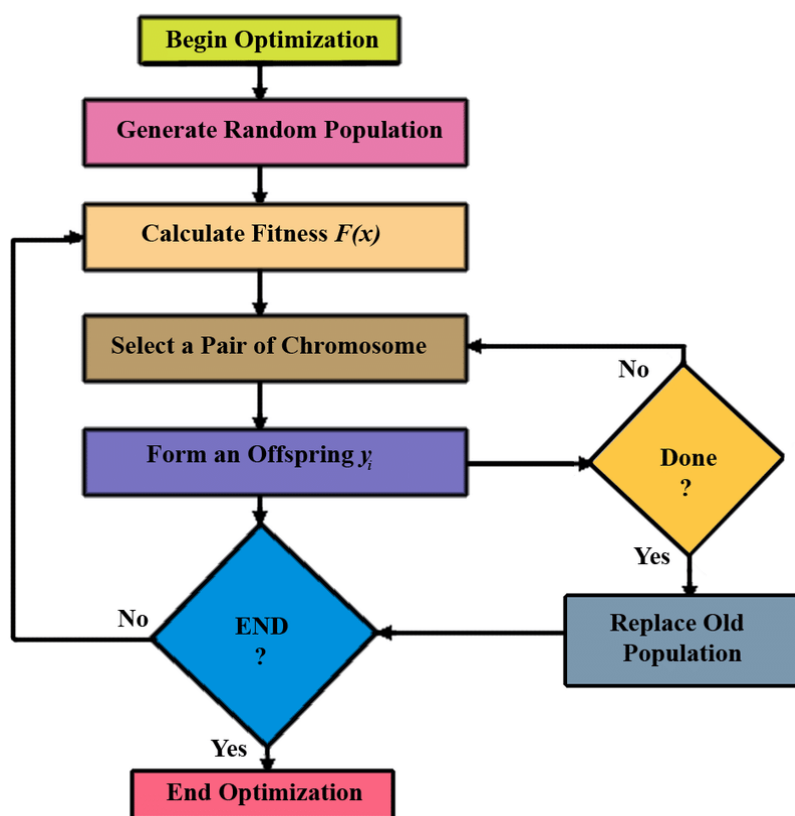 Begin Optimization
Generate Random Population
Calculate Fitness F(x)
Select a Pair of Chromosome
No
Form an Offspring yᵢ
Done
?
Yes
No
END
?
Replace Old
Population
Yes
End Optimization